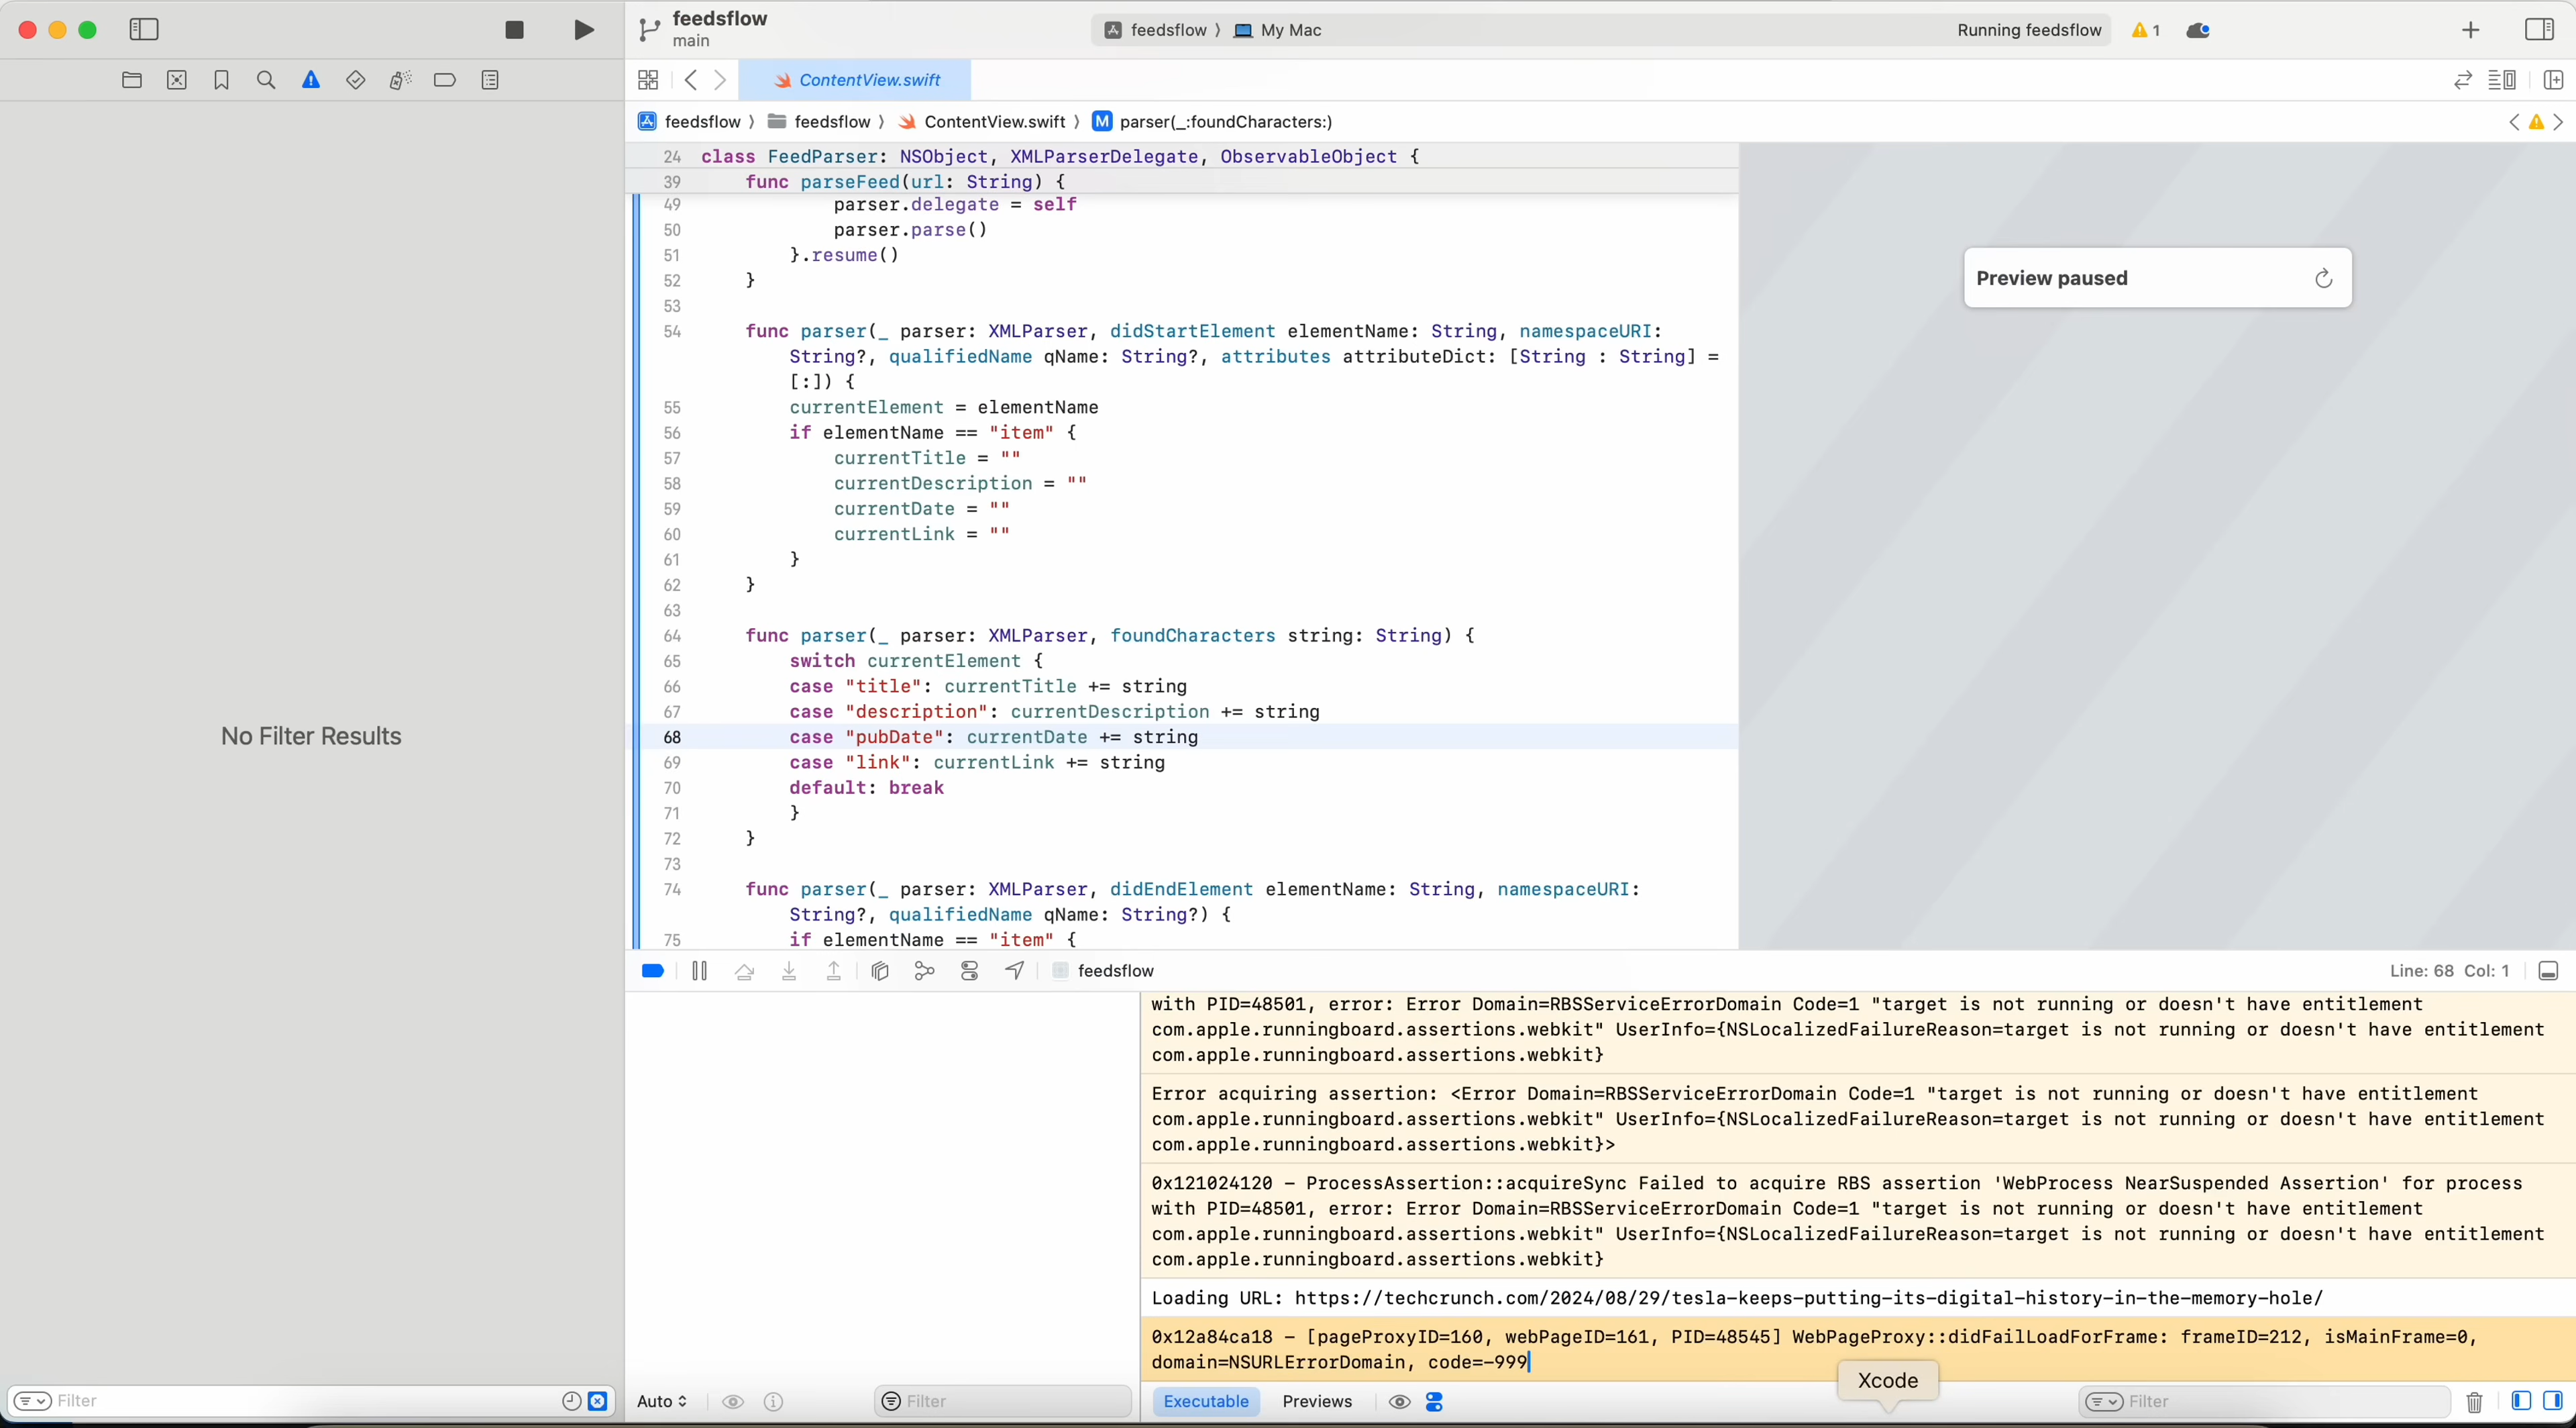 feedsflow
main
feedsflow 〉 My Mac
Running feedsflow
1
ContentView.swift
feedsflow 〉 feedsflow 〉 ContentView.swift 〉 M parser(_:foundCharacters:)
24 class FeedParser: NSObject, XMLParserDelegate, ObservableObject {
39 func parseFeed(url: String) {
49 parser.delegate = self
50 parser.parse()
51 }.resume()
52 }
53
54 func parser(_ parser: XMLParser, didStartElement elementName: String, namespaceURI:
String?, qualifiedName qName: String?, attributes attributeDict: [String : String] =
[:]) {
55 currentElement = elementName
56 if elementName == "item" {
57 currentTitle = ""
58 currentDescription = ""
59 currentDate = ""
60 currentLink = ""
61 }
62 }
63
64 func parser(_ parser: XMLParser, foundCharacters string: String) {
65 switch currentElement {
66 case "title": currentTitle += string
67 case "description": currentDescription += string
68 case "pubDate": currentDate += string
69 case "link": currentLink += string
70 default: break
71 }
72 }
73
74 func parser(_ parser: XMLParser, didEndElement elementName: String, namespaceURI:
String?, qualifiedName qName: String?) {
75 if elementName == "item" {
Preview paused
No Filter Results
feedsflow
Line: 68 Col: 1
with PID=48501, error: Error Domain=RBSServiceErrorDomain Code=1 "target is not running or doesn't have entitlement
com.apple.runningboard.assertions.webkit" UserInfo={NSLocalizedFailureReason=target is not running or doesn't have entitlement
com.apple.runningboard.assertions.webkit}
Error acquiring assertion: <Error Domain=RBSServiceErrorDomain Code=1 "target is not running or doesn't have entitlement
com.apple.runningboard.assertions.webkit" UserInfo={NSLocalizedFailureReason=target is not running or doesn't have entitlement
com.apple.runningboard.assertions.webkit}>
0x121024120 - ProcessAssertion::acquireSync Failed to acquire RBS assertion 'WebProcess NearSuspended Assertion' for process
with PID=48501, error: Error Domain=RBSServiceErrorDomain Code=1 "target is not running or doesn't have entitlement
com.apple.runningboard.assertions.webkit" UserInfo={NSLocalizedFailureReason=target is not running or doesn't have entitlement
com.apple.runningboard.assertions.webkit}
Loading URL: https://techcrunch.com/2024/08/29/tesla-keeps-putting-its-digital-history-in-the-memory-hole/
0x12a84ca18 - [pageProxyID=160, webPageID=161, PID=48545] WebPageProxy::didFailLoadForFrame: frameID=212, isMainFrame=0,
domain=NSURLErrorDomain, code=-999
Xcode
Filter
Auto
Filter
Executable
Previews
Filter